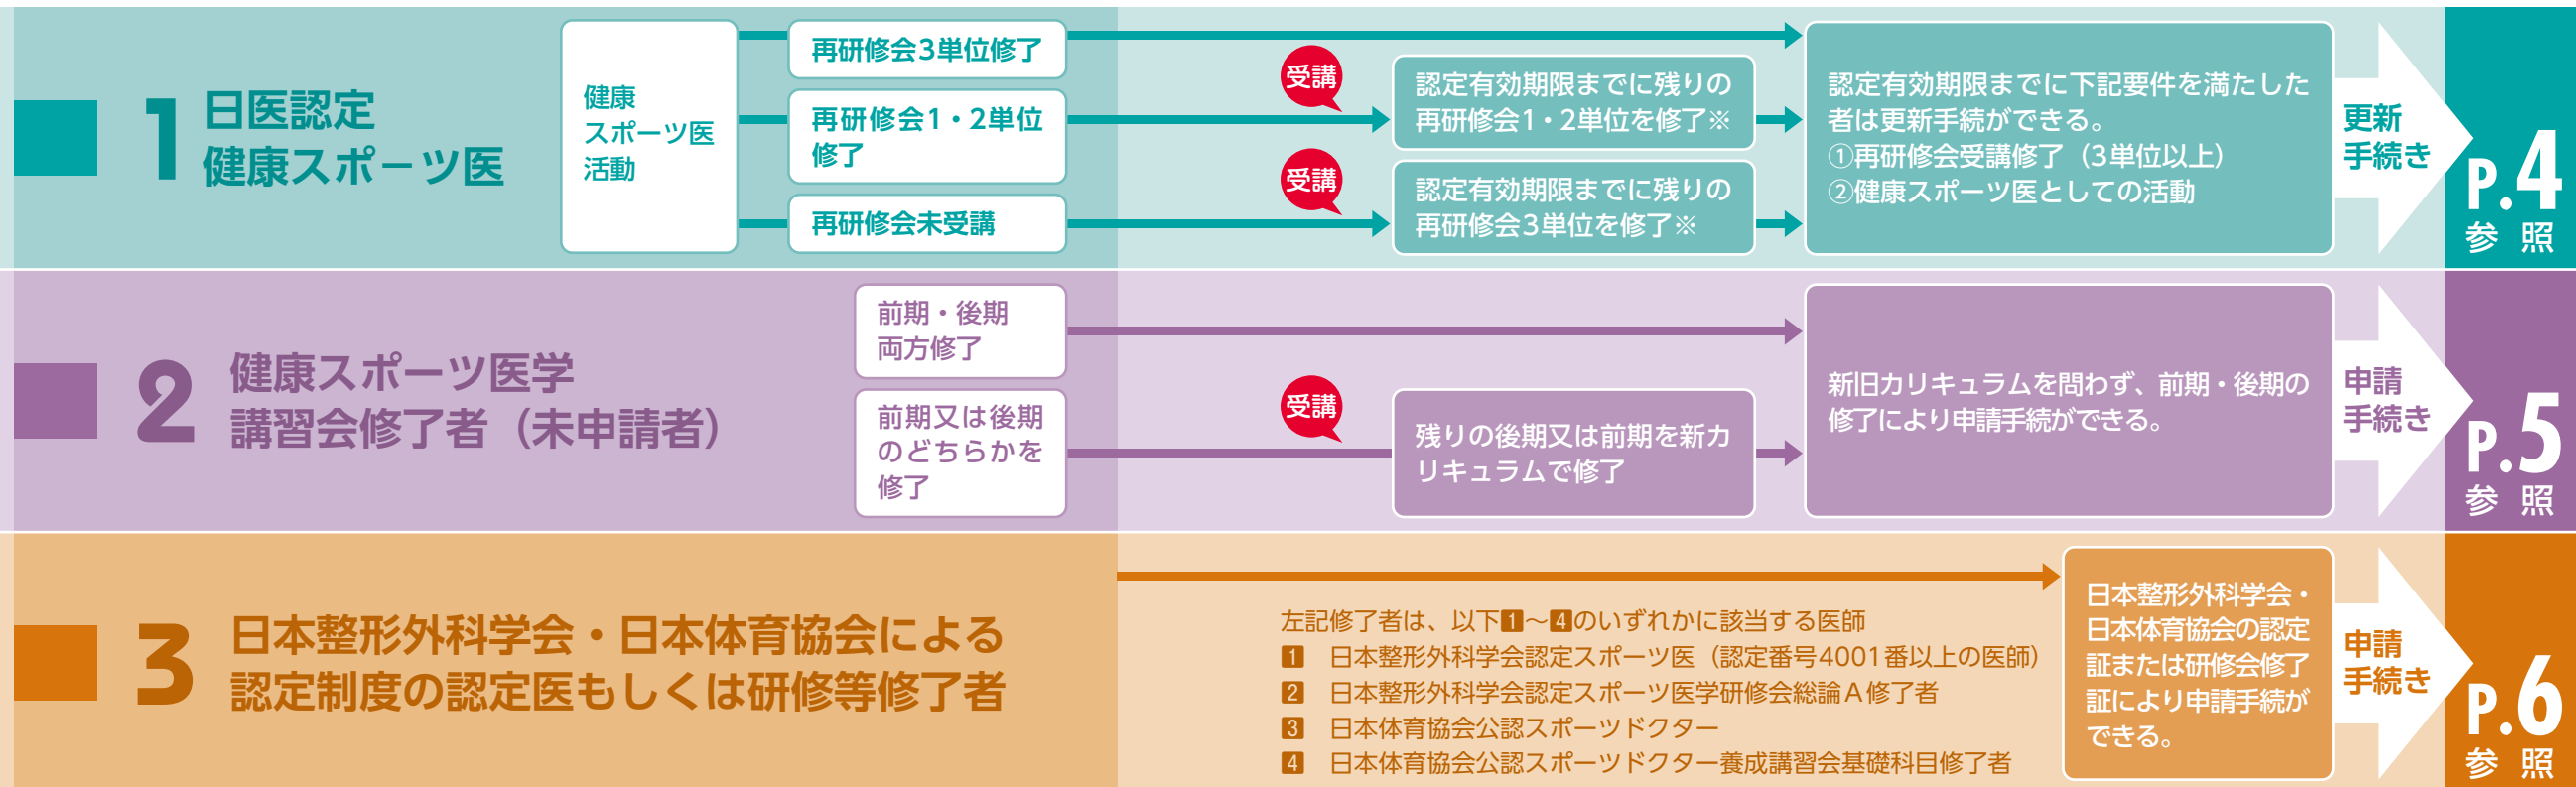 1
日医認定
健康スポーツ医
健康
スポーツ医
活動
再研修会3単位修了
再研修会1・2単位
修了
再研修会未受講
受講
認定有効期限までに残りの
再研修会1・2単位を修了※
受講
認定有効期限までに残りの
再研修会3単位を修了※
認定有効期限までに下記要件を満たした
者は更新手続ができる。
①再研修会受講修了（3単位以上）
②健康スポーツ医としての活動
更新
手続き
P.4
参 照
2
健康スポーツ医学
講習会修了者（未申請者）
前期・後期
両方修了
前期又は後期
のどちらかを
修了
受講
残りの後期又は前期を新カ
リキュラムで修了
新旧カリキュラムを問わず、前期・後期の
修了により申請手続ができる。
申請
手続き
P.5
参 照
3
日本整形外科学会・日本体育協会による
認定制度の認定医もしくは研修等修了者
左記修了者は、以下1～4のいずれかに該当する医師
1 日本整形外科学会認定スポーツ医（認定番号4001番以上の医師）
2 日本整形外科学会認定スポーツ医学研修会総論A修了者
3 日本体育協会公認スポーツドクター
4 日本体育協会公認スポーツドクター養成講習会基礎科目修了者
日本整形外科学会・
日本体育協会の認定
証または研修会修了
証により申請手続が
できる。
申請
手続き
P.6
参 照